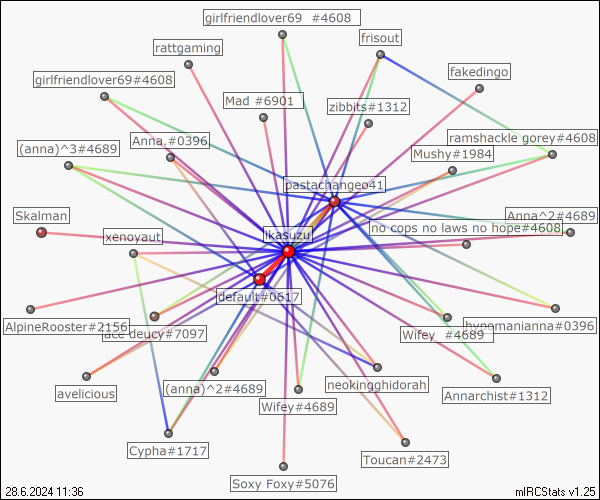 girlfriendlover69 #4608
frisout
rattgaming
fakedingo
girlfriendlover69#4608
Mad #6901
zibbits#1312
ramshackle gorey#4608
(anna)^3#4689
Anna,#0396
Mushy#1984
pastachangeo41
Skalman
Anna^2#4689
no cops no laws no hope#4608
xenoyaut
ikasuzu
default#0617
AlpineRooster#2156
ace deucy#7097
Wifey #4689
hypnmanianna#0396
avelicious
(anna)^2#4689
neokingghidorah
Annarchist#1312
Wifey#4689
Cypha#1717
Toucan#2473
Soxy Foxy#5076
28.6.2024 11:36
mIRCStats v1.25